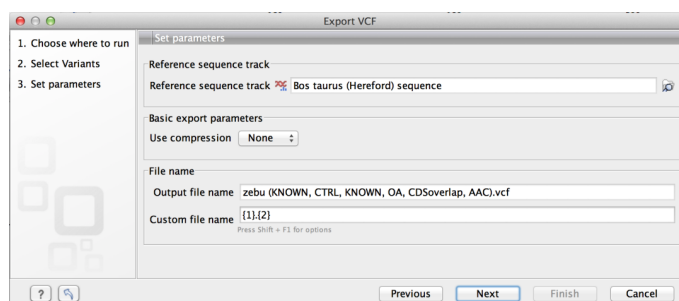 Export VCF
1. Choose where to run
2. Select Variants
3. Set parameters
Set parameters
Reference sequence track
Reference sequence track Bos taurus (Hereford) sequence
Basic export parameters
Use compression None
File name
Output file name zebu (KNOWN, CTRL, KNOWN, OA, CDSoverlap, AAC).vcf
Custom file name {1}.{2}
Press Shift + F1 for options
? Previous Next Finish Cancel